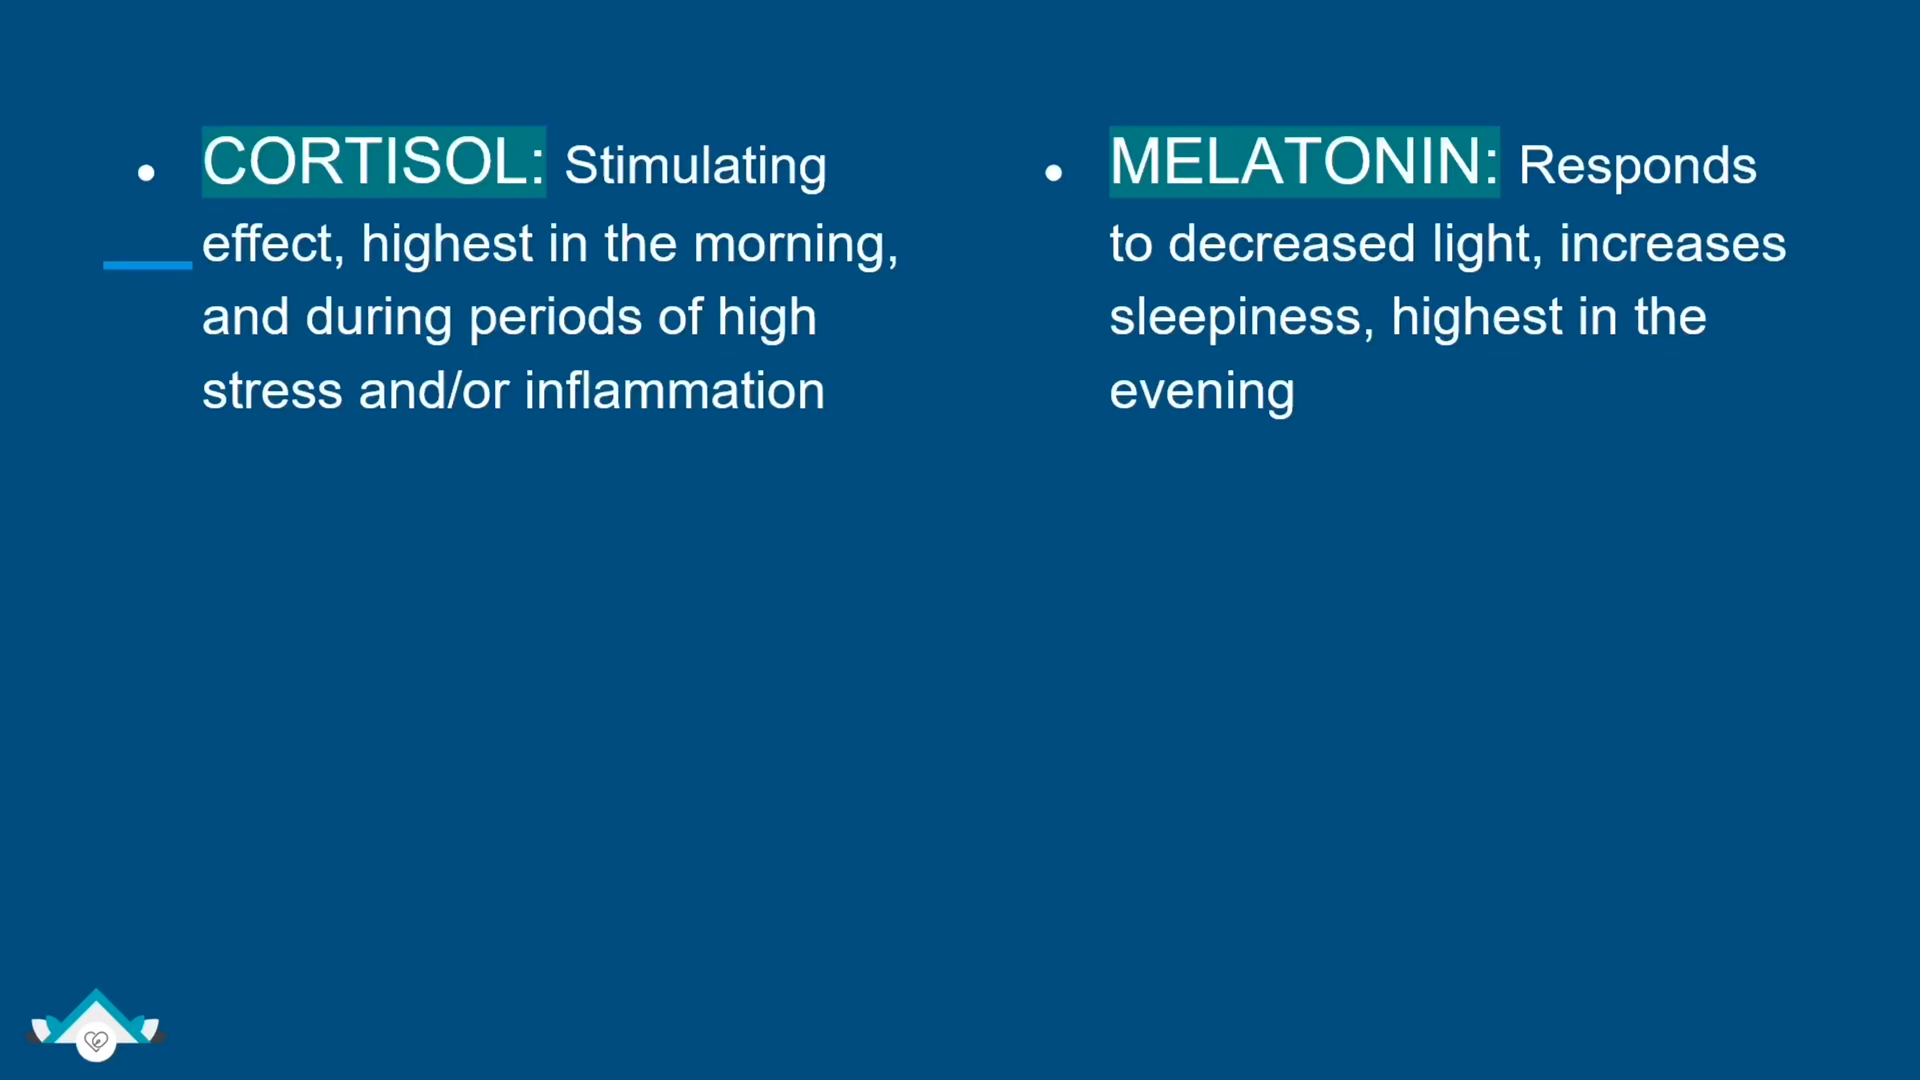 • CORTISOL: Stimulating
effect, highest in the morning,
and during periods of high
stress and/or inflammation
• MELATONIN: Responds
to decreased light, increases
sleepiness, highest in the
evening